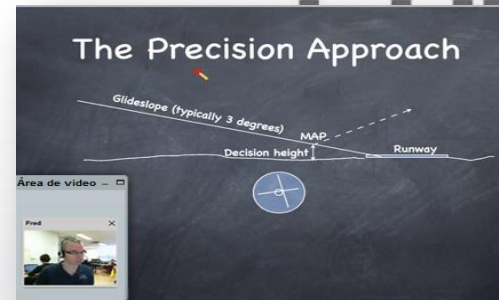 The Precision Approach
Glideslope (typically 3 degrees)
MAP
Decision height
Runway
Área de video
Fred